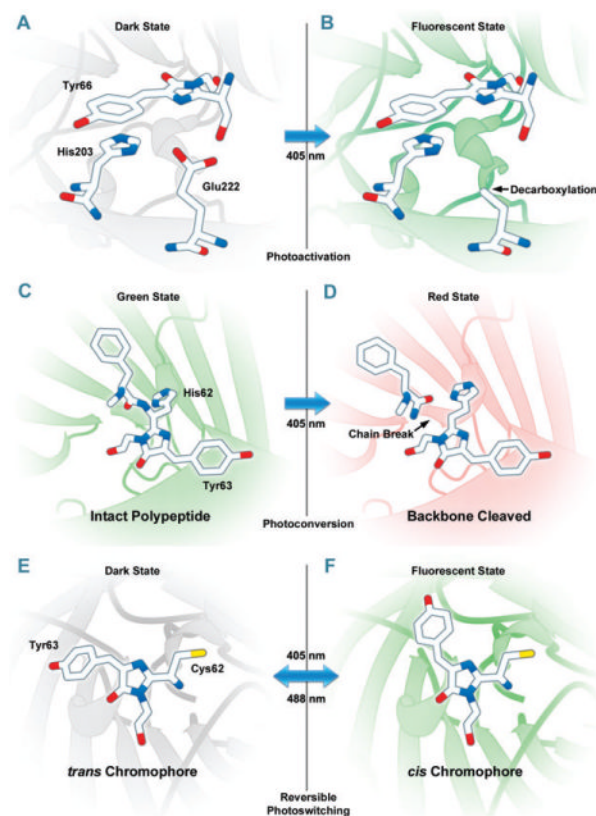 A
Dark State
B
Fluorescent State
Tyr66
His203
405 nm
Glu222
Decarboxylation
Photoactivation
C
Green State
D
Red State
His62
405 nm
Chain Break
Tyr63
Intact Polypeptide
Backbone Cleaved
Photoconversion
E
Dark State
F
Fluorescent State
Tyr63
405 nm
Cys62
488 nm
trans Chromophore
cis Chromophore
Reversible
Photoswitching